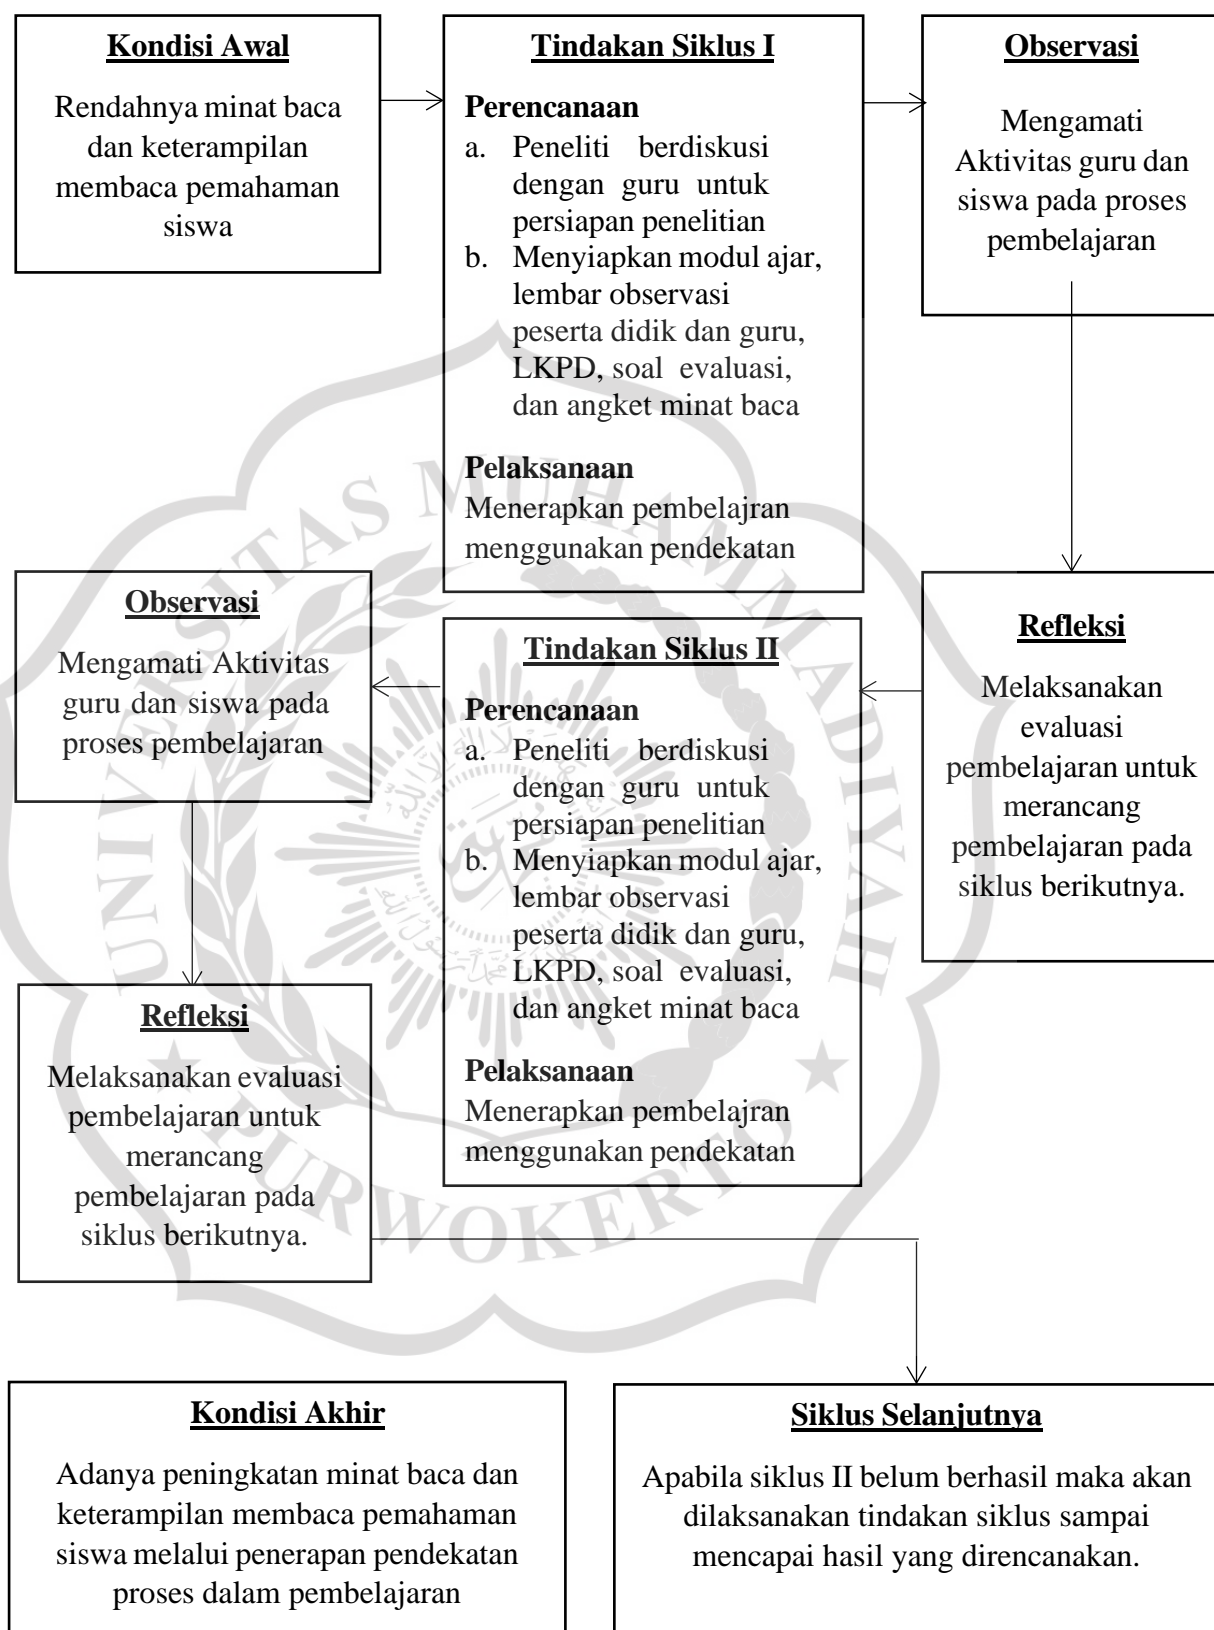 Kondisi Awal
Rendahnya minat baca
dan keterampilan
membaca pemahaman
siswa
Tindakan Siklus I
Perencanaan
a. Peneliti berdiskusi
dengan guru untuk
persiapan penelitian
b. Menyiapkan modul ajar,
lembar observasi
peserta didik dan guru,
LKPD, soal evaluasi,
dan angket minat baca
Pelaksanaan
Menerapkan pembelajran
menggunakan pendekatan
Observasi
Mengamati
Aktivitas guru dan
siswa pada proses
pembelajaran
Refleksi
Melaksanakan
evaluasi
pembelajaran untuk
merancang
pembelajaran pada
siklus berikutnya.
Tindakan Siklus II
Perencanaan
a. Peneliti berdiskusi
dengan guru untuk
persiapan penelitian
b. Menyiapkan modul ajar,
lembar observasi
peserta didik dan guru,
LKPD, soal evaluasi,
dan angket minat baca
Pelaksanaan
Menerapkan pembelajran
menggunakan pendekatan
Observasi
Mengamati Aktivitas
guru dan siswa pada
proses pembelajaran
Refleksi
Melaksanakan evaluasi
pembelajaran untuk
merancang
pembelajaran pada
siklus berikutnya.
Kondisi Akhir
Adanya peningkatan minat baca dan
keterampilan membaca pemahaman
siswa melalui penerapan pendekatan
proses dalam pembelajaran
Siklus Selanjutnya
Apabila siklus II belum berhasil maka akan
dilaksanakan tindakan siklus sampai
mencapai hasil yang direncanakan.
UNIVERSITAS MUHAMMADIYAH
PURWOKERTO